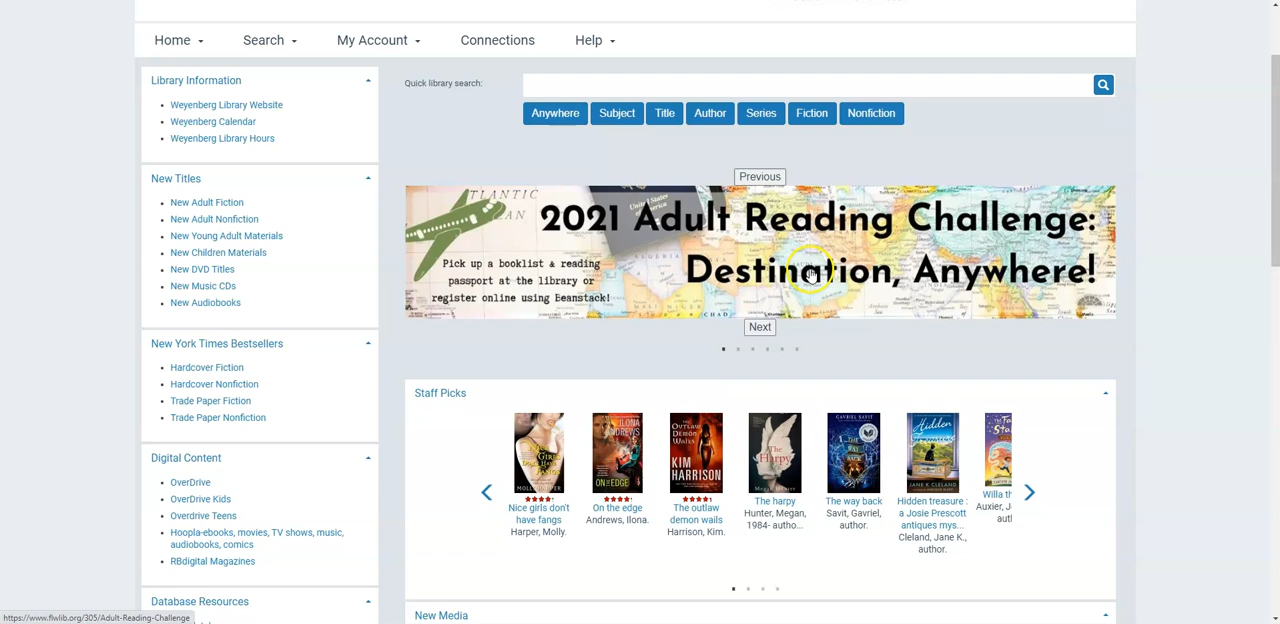 Home
Search
My Account
Connections
Help
Library Information
Weyenberg Library Website
Weyenberg Calendar
Weyenberg Library Hours
New Titles
New Adult Fiction
New Adult Nonfiction
New Young Adult Materials
New Children Materials
New DVD Titles
New Music CDs
New Audiobooks
New York Times Bestsellers
Hardcover Fiction
Hardcover Nonfiction
Trade Paper Fiction
Trade Paper Nonfiction
Digital Content
OverDrive
OverDrive Kids
OverDrive Teens
Hoopla-ebooks, movies, TV shows, music,
audiobooks, comics
RBdigital Magazines
Database Resources
Quick library search:
Anywhere
Subject
Title
Author
Series
Fiction
Nonfiction
Previous
2021 Adult Reading Challenge:
Destination, Anywhere!
Pick up a booklist & reading
passport at the library or
register online using Beanstack!
Next
Staff Picks
Nice girls don't
have fangs
Harper, Molly.
On the edge
Andrews, Ilona.
The outlaw
demon wails
Harrison, Kim.
The harpy
Hunter, Megan,
1984- autho...
The way back
Savit, Gavriel,
author.
Hidden treasure :
a Josie Prescott
antiques mys...
Cleland, Jane K.,
author.
Willa th
Auxier, J
auth
New Media
https://www.flwlib.org/305/Adult-Reading-Challenge